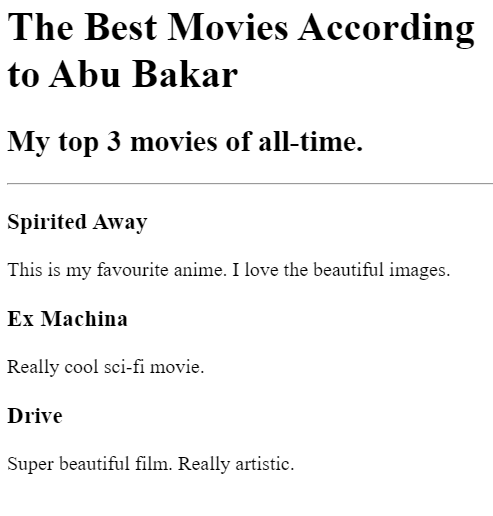 The Best Movies According
to Abu Bakar
My top 3 movies of all-time.
Spirited Away
This is my favourite anime. I love the beautiful images.
Ex Machina
Really cool sci-fi movie.
Drive
Super beautiful film. Really artistic.